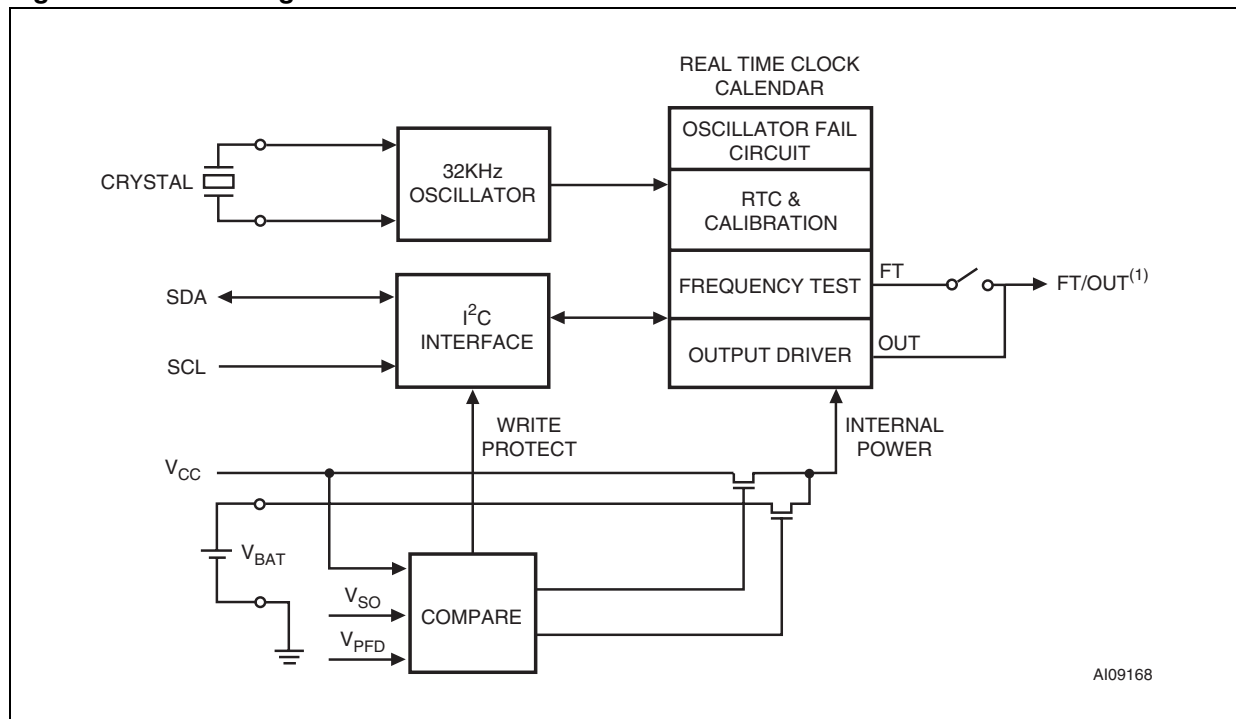 REAL TIME CLOCK
CALENDAR
OSCILLATOR FAIL
CIRCUIT
CRYSTAL
32KHz
OSCILLATOR
RTC &
CALIBRATION
FREQUENCY TEST
FT
FT/OUT(1)
SDA
I2C
INTERFACE
SCL
OUTPUT DRIVER
OUT
WRITE
PROTECT
INTERNAL
POWER
VCC
VBAT
VSO
COMPARE
VPFD
AI09168